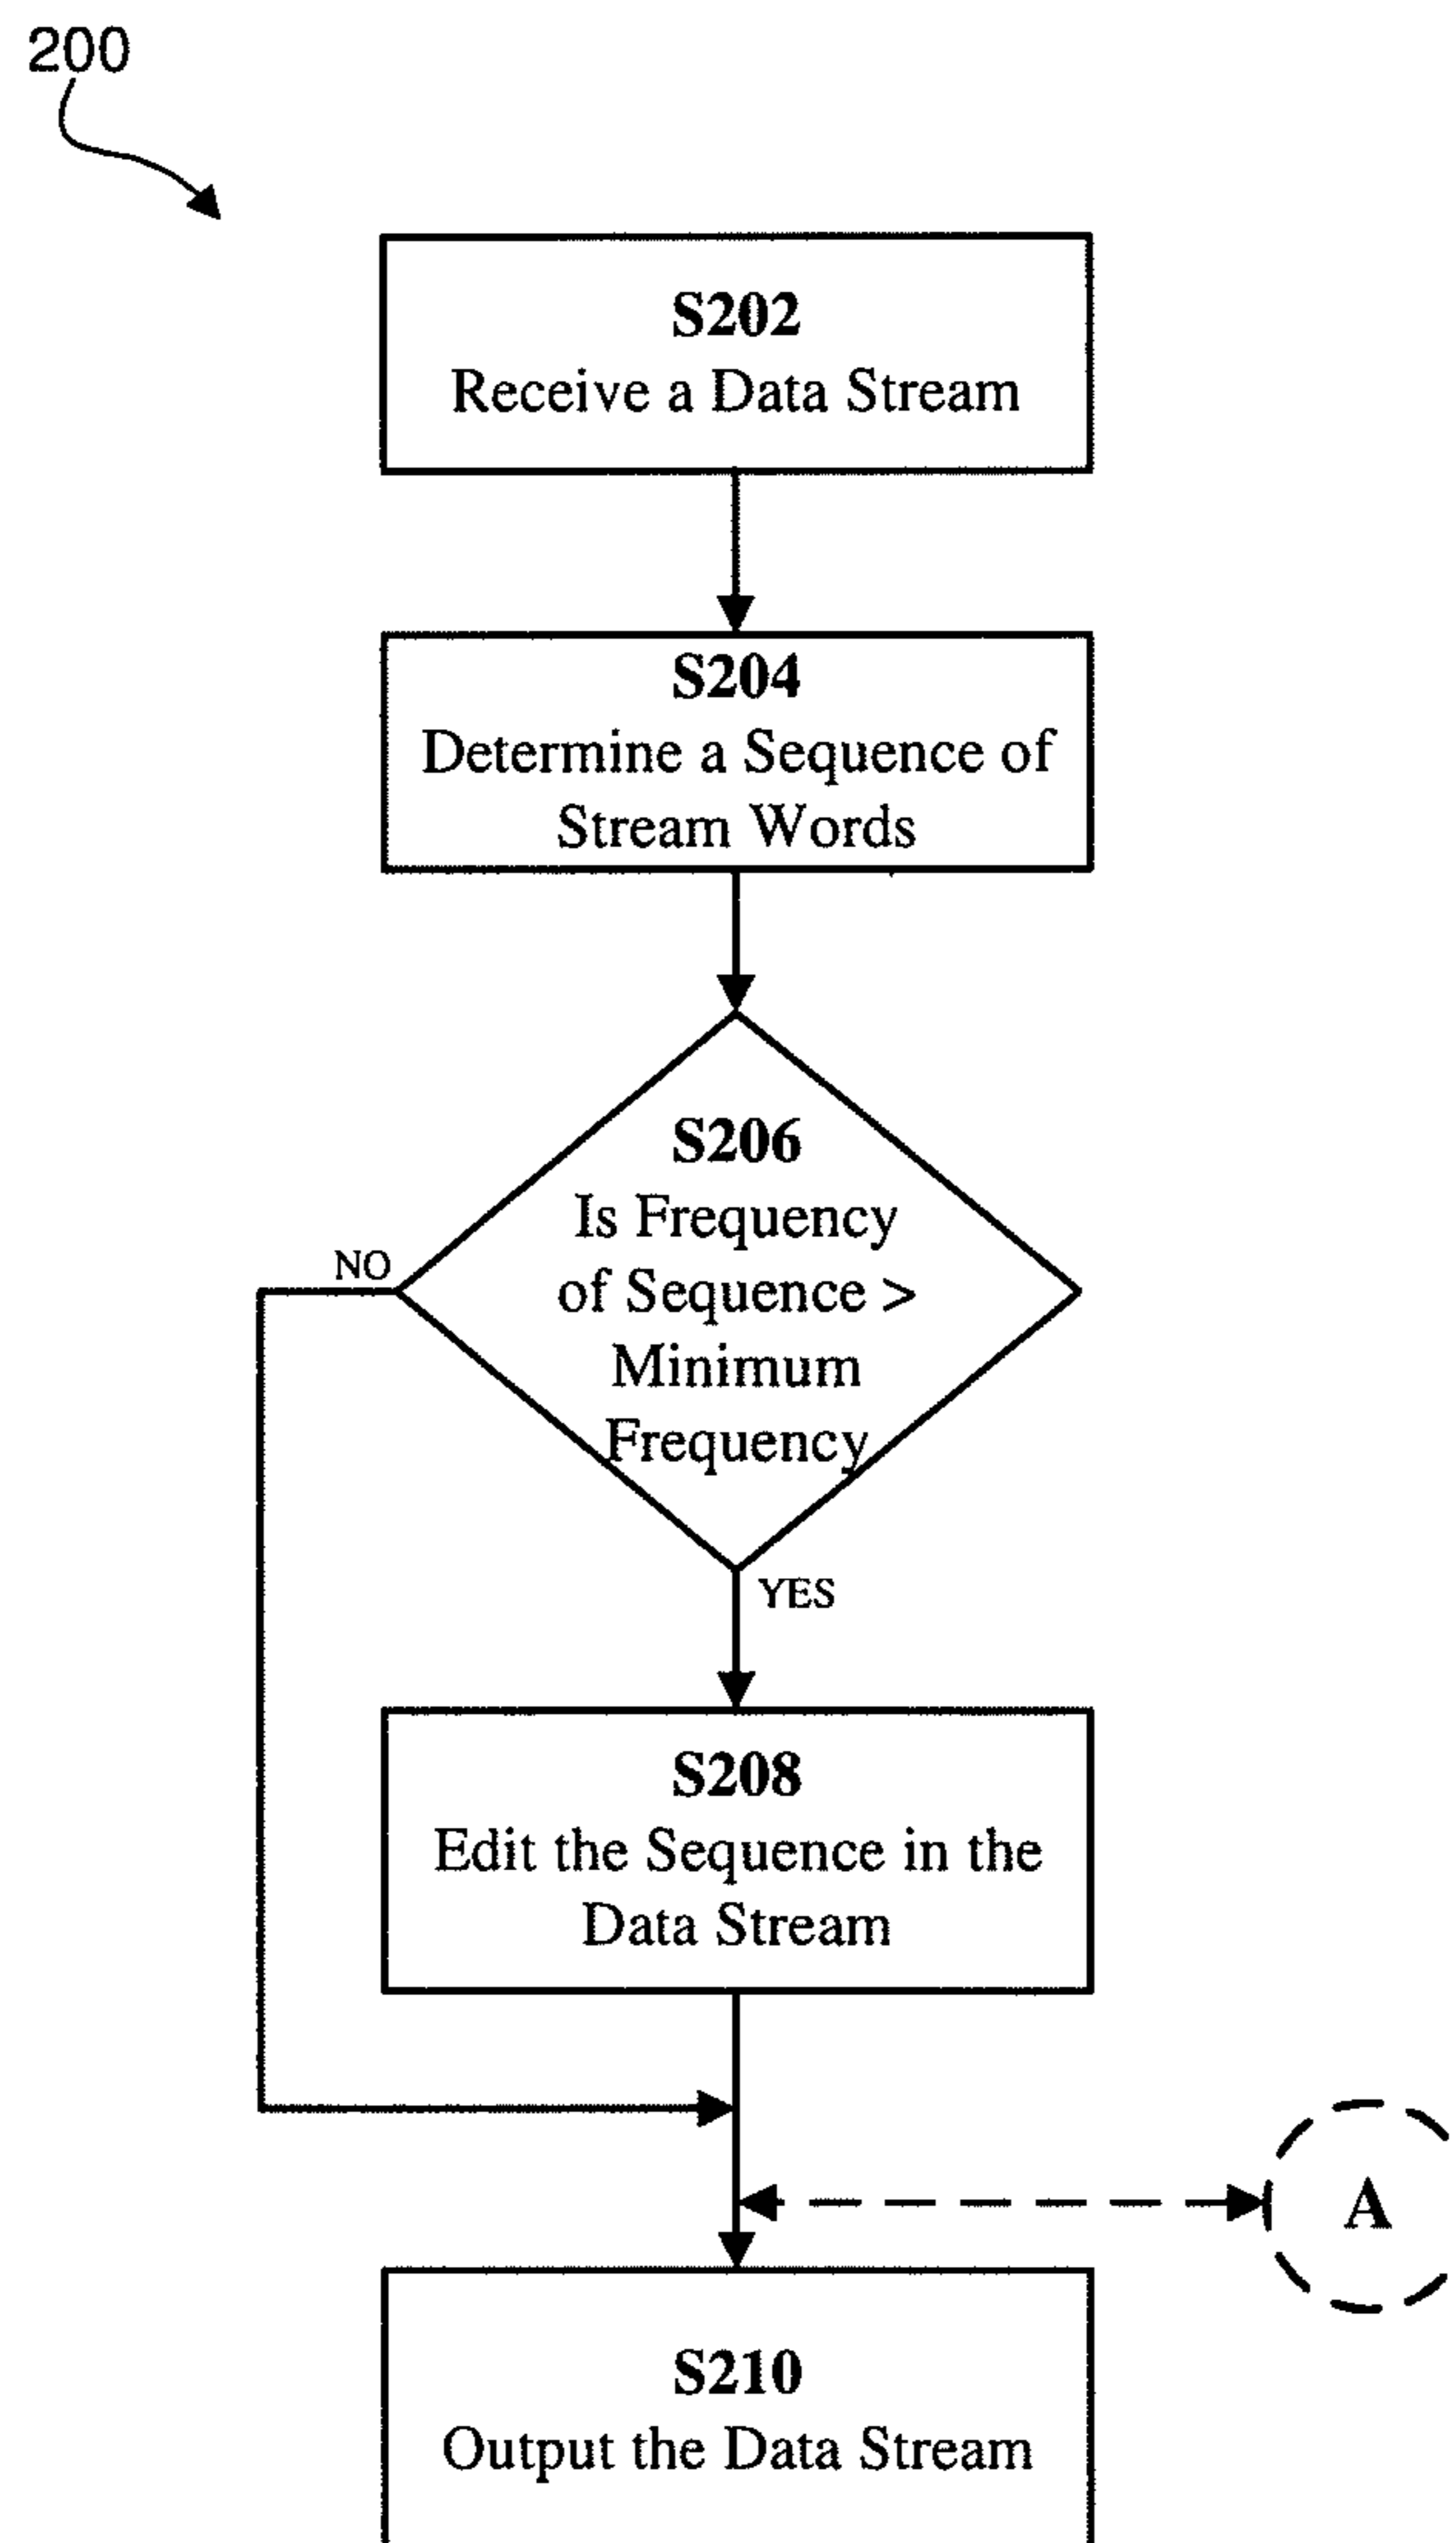 200
S202
Receive a Data Stream
S204
Determine a Sequence of
Stream Words
S206
Is Frequency
of Sequence >
Minimum
Frequency
NO
YES
S208
Edit the Sequence in the
Data Stream
A
S210
Output the Data Stream